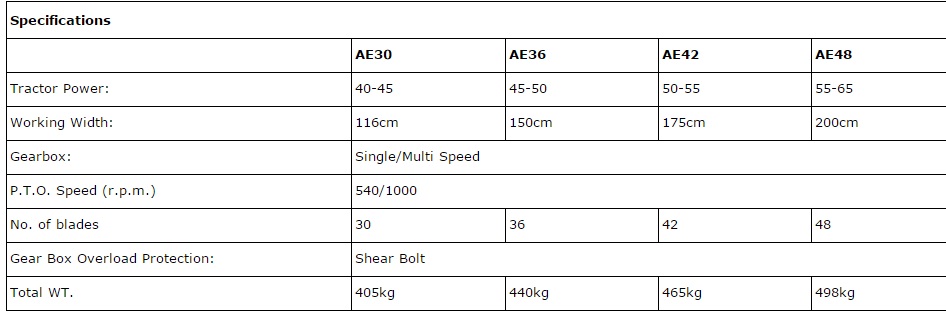 Specifications
AE30 AE36 AE42 AE48
Tractor Power: 40-45 45-50 50-55 55-65
Working Width: 116cm 150cm 175cm 200cm
Gearbox: Single/Multi Speed
P.T.O. Speed (r.p.m.) 540/1000
No. of blades 30 36 42 48
Gear Box Overload Protection: Shear Bolt
Total WT. 405kg 440kg 465kg 498kg